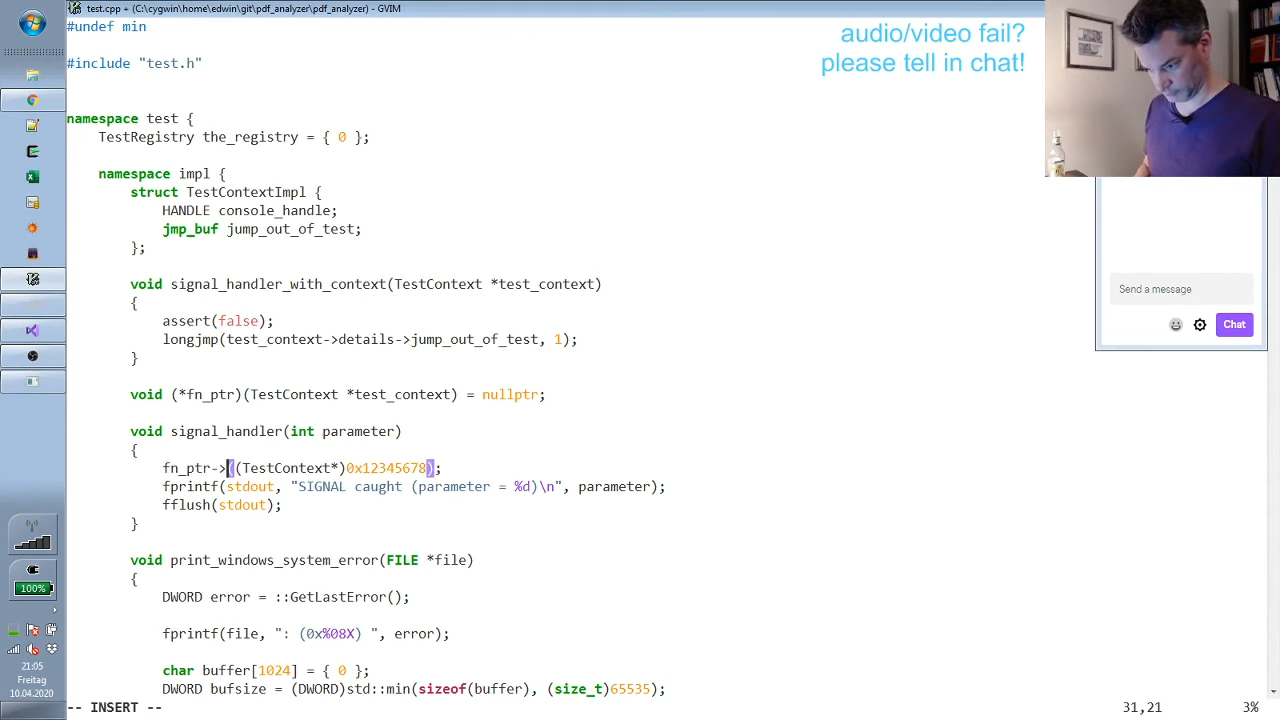 test.cpp + (C:\cygwin\home\edwin\git\pdf_analyzer\pdf_analyzer) - GVIM
#undef min
audio/video fail?
please tell in chat!
#include "test.h"
namespace test {
TestRegistry the_registry = { 0 };
namespace impl {
struct TestContextImpl {
HANDLE console_handle;
jmp_buf jump_out_of_test;
};
void signal_handler_with_context(TestContext *test_context)
{
assert(false);
longjmp(test_context->details->jump_out_of_test, 1);
}
void (*fn_ptr)(TestContext *test_context) = nullptr;
void signal_handler(int parameter)
{
fn_ptr->((TestContext*)0x12345678);
fprintf(stdout, "SIGNAL caught (parameter = %d)\n", parameter);
fflush(stdout);
}
void print_windows_system_error(FILE *file)
{
DWORD error = ::GetLastError();
fprintf(file, ": (0x%08X) ", error);
char buffer[1024] = { 0 };
DWORD bufsize = (DWORD)std::min(sizeof(buffer), (size_t)65535);
-- INSERT --
31,21
3%
Send a message
Chat
100%
21:05
Freitag
10.04.2020